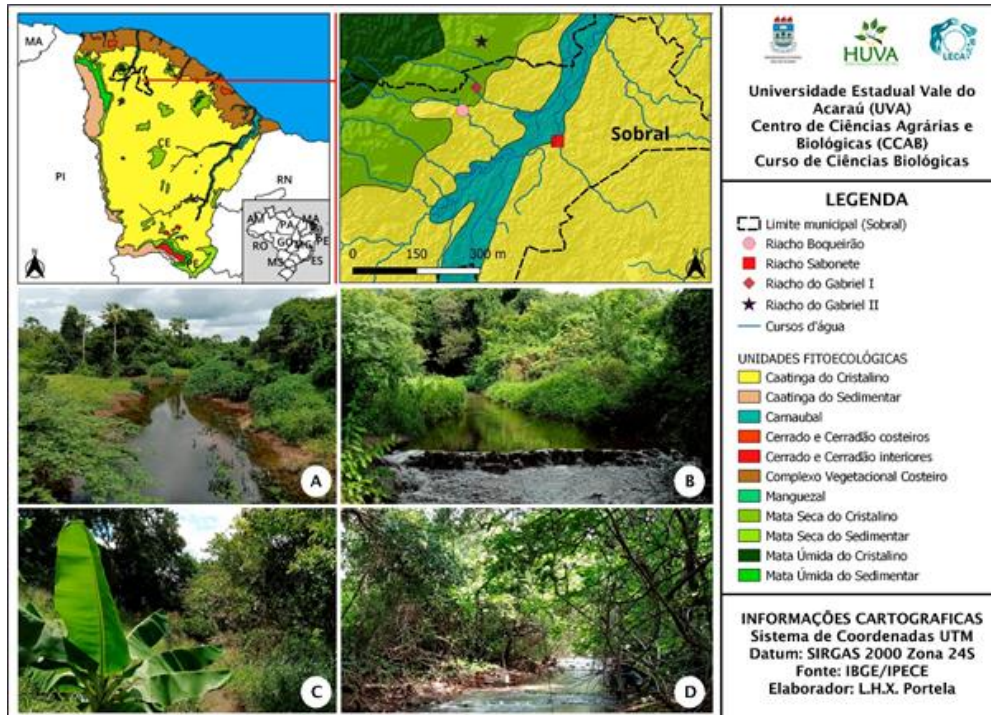 MA
CE
PI
RN
AM
PA
MA
PE
RO
GO
MG
MS
ES
N
Sobral
0 150 300 m
N
A
B
C
D
HUVA
LECA
Universidade Estadual Vale do
Acaraú (UVA)
Centro de Ciências Agrárias e
Biológicas (CCAB)
Curso de Ciências Biológicas
LEGENDA
Limite municipal (Sobral)
Riacho Boqueirão
Riacho Sabonete
Riacho do Gabriel I
Riacho do Gabriel II
Cursos d'água
UNIDADES FITOECOLÓGICAS
Caatinga do Cristalino
Caatinga do Sedimentar
Carnaubal
Cerrado e Cerradão costeiros
Cerrado e Cerradão interiores
Complexo Vegetacional Costeiro
Manguezal
Mata Seca do Cristalino
Mata Seca do Sedimentar
Mata Úmida do Cristalino
Mata Úmida do Sedimentar
INFORMAÇÕES CARTOGRAFICAS
Sistema de Coordenadas UTM
Datum: SIRGAS 2000 Zona 24S
Fonte: IBGE/IPECE
Elaborador: L.H.X. Portela